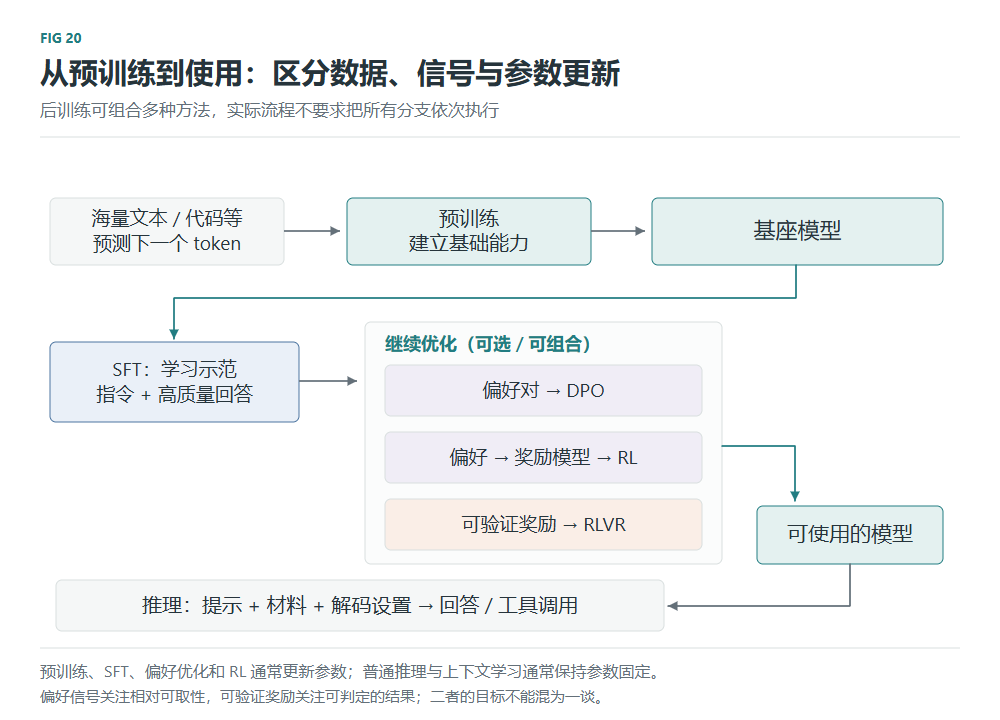 FIG 20
从预训练到使用：区分数据、信号与参数更新
后训练可组合多种方法，实际流程不要求把所有分支依次执行
海量文本 / 代码等
预测下一个 token
预训练
建立基础能力
基座模型
SFT：学习示范
指令 + 高质量回答
继续优化（可选 / 可组合）
偏好对 → DPO
偏好 → 奖励模型 → RL
可验证奖励 → RLVR
可使用的模型
推理：提示 + 材料 + 解码设置 → 回答 / 工具调用
预训练、SFT、偏好优化和 RL 通常更新参数；普通推理与上下文学习通常保持参数固定。
偏好信号关注相对可取性，可验证奖励关注可判定的结果；二者的目标不能混为一谈。